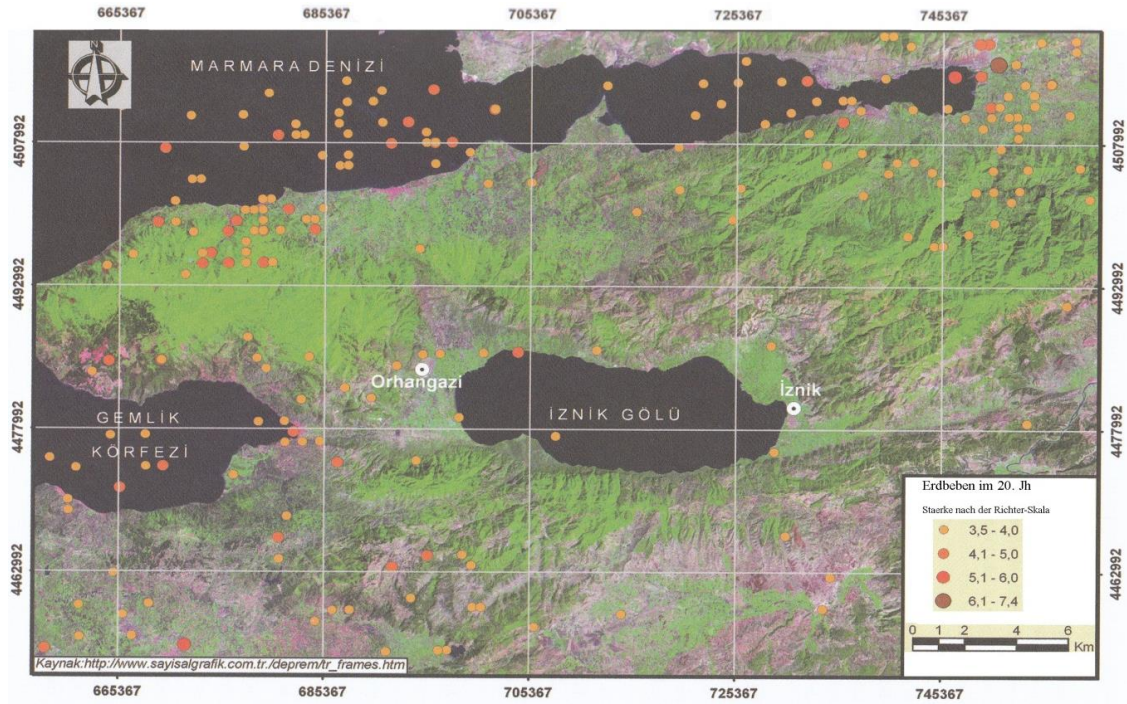 665367 685367 705367 725367 745367
N
MARMARA DENİZİ
4507992 4507992
4492992 4492992
Orhangazi
İznik
GEMLİK
KÖRFEZİ
İZNİK GÖLÜ
4477992 4477992
Erdbeben im 20. Jh
Staerke nach der Richter-Skala
3,5 - 4,0
4,1 - 5,0
5,1 - 6,0
6,1 - 7,4
4462992 4462992
0 1 2 4 6
Km
Kaynak:http://www.sayisalgrafik.com.tr./deprem/tr_frames.htm
665367 685367 705367 725367 745367